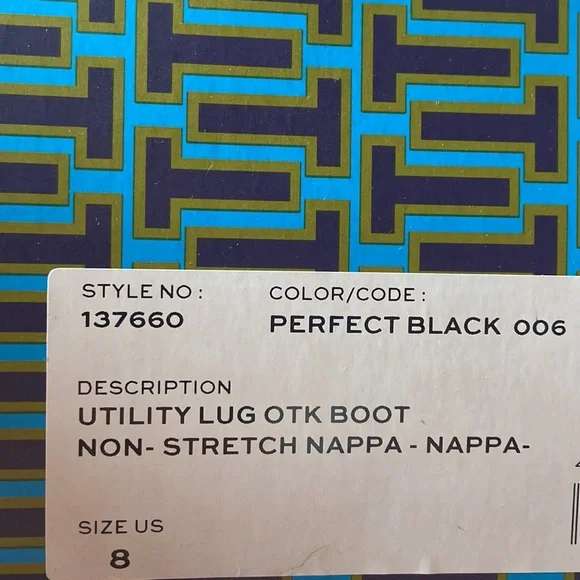 STYLE NO : COLOR/CODE :
137660 PERFECT BLACK 006
DESCRIPTION
UTILITY LUG OTK BOOT
NON- STRETCH NAPPA - NAPPA-
SIZE US
8